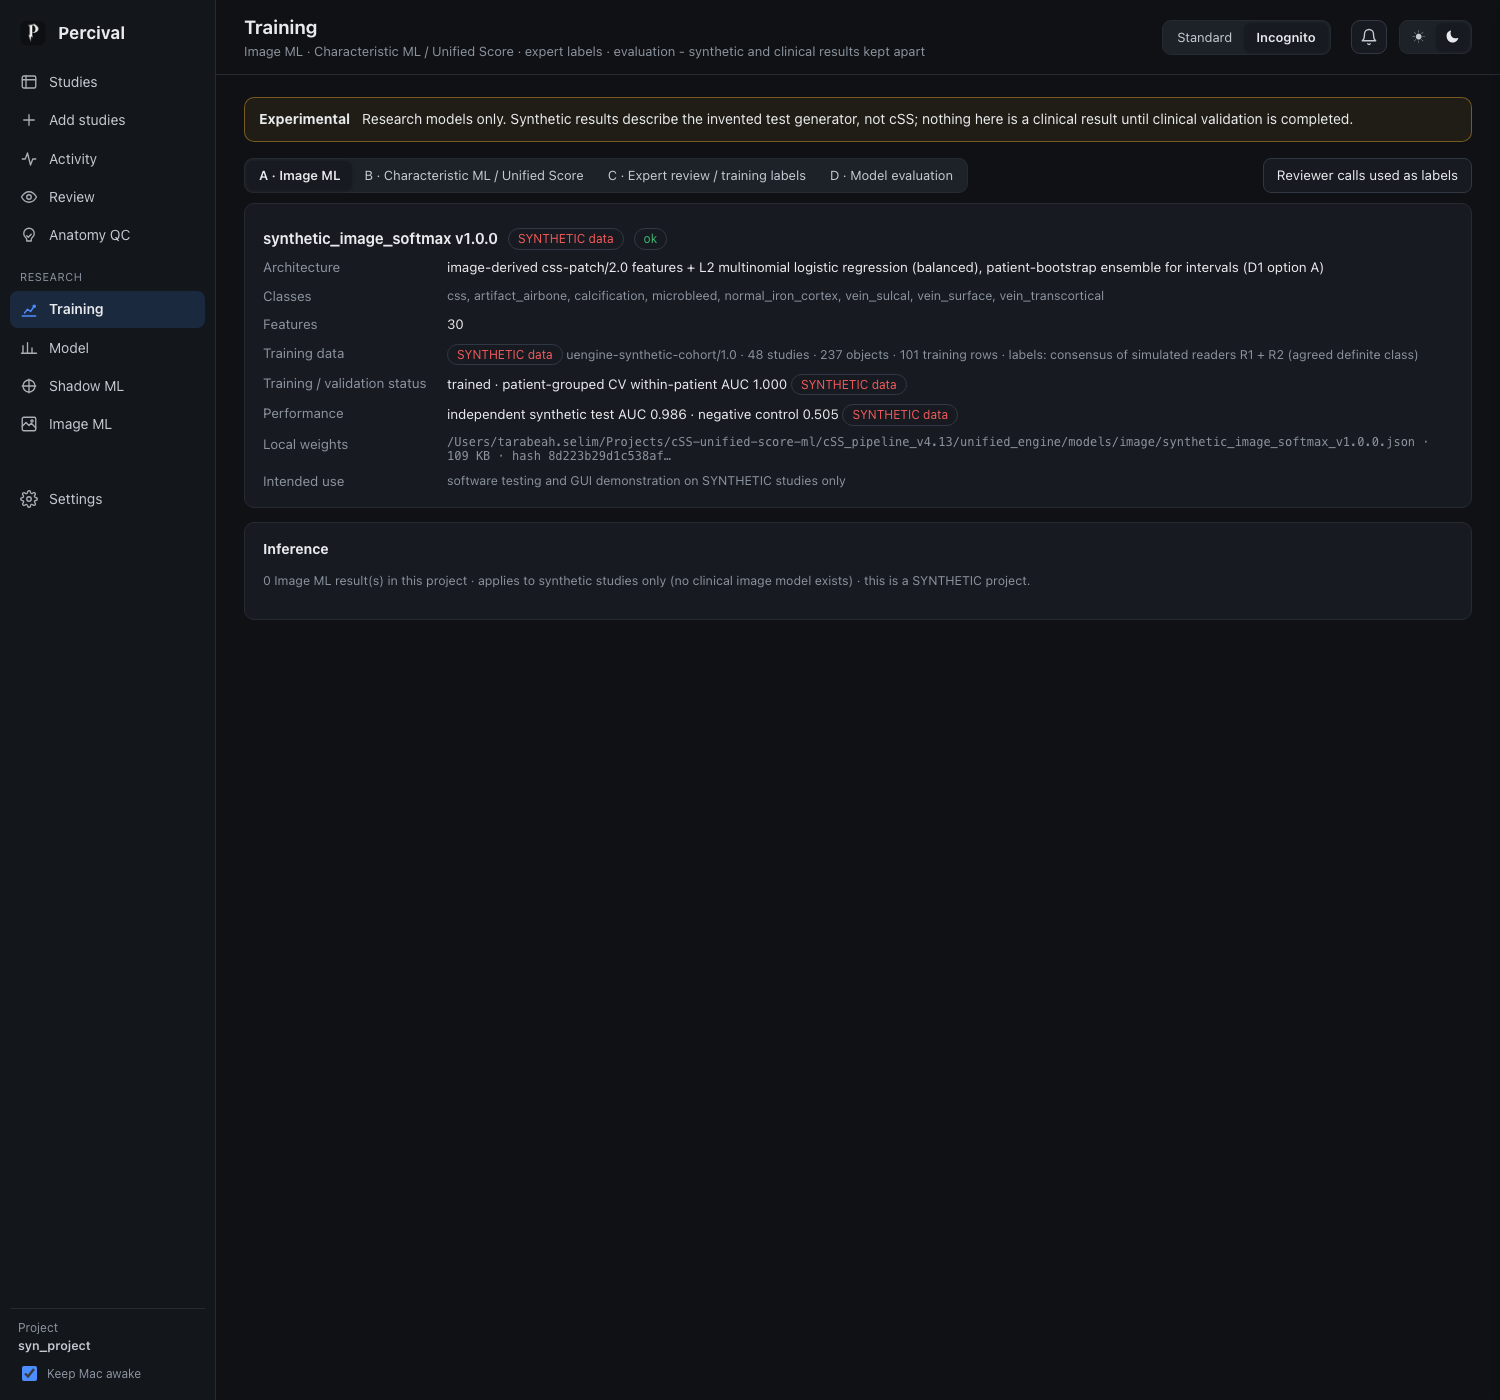 Percival
Studies
Add studies
Activity
Review
Anatomy QC
RESEARCH
Training
Model
Shadow ML
Image ML
Settings
Project
syn_project
Keep Mac awake
Training
Image ML · Characteristic ML / Unified Score · expert labels · evaluation - synthetic and clinical results kept apart
Standard Incognito
Experimental Research models only. Synthetic results describe the invented test generator, not cSS; nothing here is a clinical result until clinical validation is completed.
A · Image ML B · Characteristic ML / Unified Score C · Expert review / training labels D · Model evaluation
Reviewer calls used as labels
synthetic_image_softmax v1.0.0 SYNTHETIC data ok
Architecture image-derived css-patch/2.0 features + L2 multinomial logistic regression (balanced), patient-bootstrap ensemble for intervals (D1 option A)
Classes css, artifact_airbone, calcification, microbleed, normal_iron_cortex, vein_sulcal, vein_surface, vein_transcortical
Features 30
Training data SYNTHETIC data uengine-synthetic-cohort/1.0 · 48 studies · 237 objects · 101 training rows · labels: consensus of simulated readers R1 + R2 (agreed definite class)
Training / validation status trained · patient-grouped CV within-patient AUC 1.000 SYNTHETIC data
Performance independent synthetic test AUC 0.986 · negative control 0.505 SYNTHETIC data
Local weights /Users/tarabeah.selim/Projects/cSS-unified-score-ml/cSS_pipeline_v4.13/unified_engine/models/image/synthetic_image_softmax_v1.0.0.json ·
109 KB · hash 8d223b29d1c538af…
Intended use software testing and GUI demonstration on SYNTHETIC studies only
Inference
0 Image ML result(s) in this project · applies to synthetic studies only (no clinical image model exists) · this is a SYNTHETIC project.